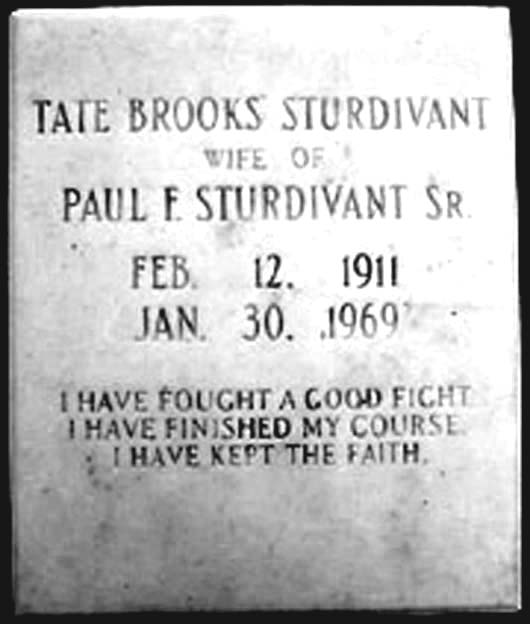 TATE BROOKS STURDIVANT
WIFE OF
PAUL F. STURDIVANT SR.
FEB. 12. 1911
JAN. 30. 1969
I HAVE FOUGHT A GOOD FIGHT
I HAVE FINISHED MY COURSE.
I HAVE KEPT THE FAITH.